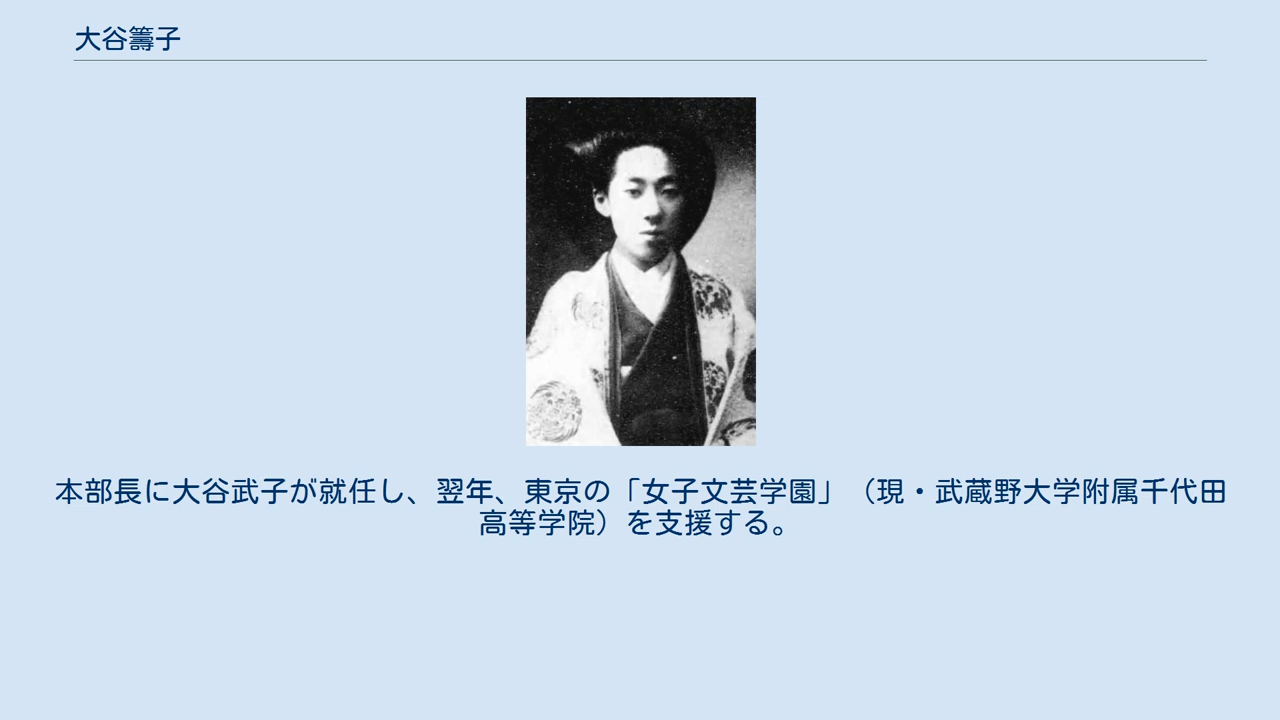 大谷籌子
本部長に大谷武子が就任し、翌年、東京の「女子文芸学園」（現・武蔵野大学附属千代田
高等学院）を支援する。